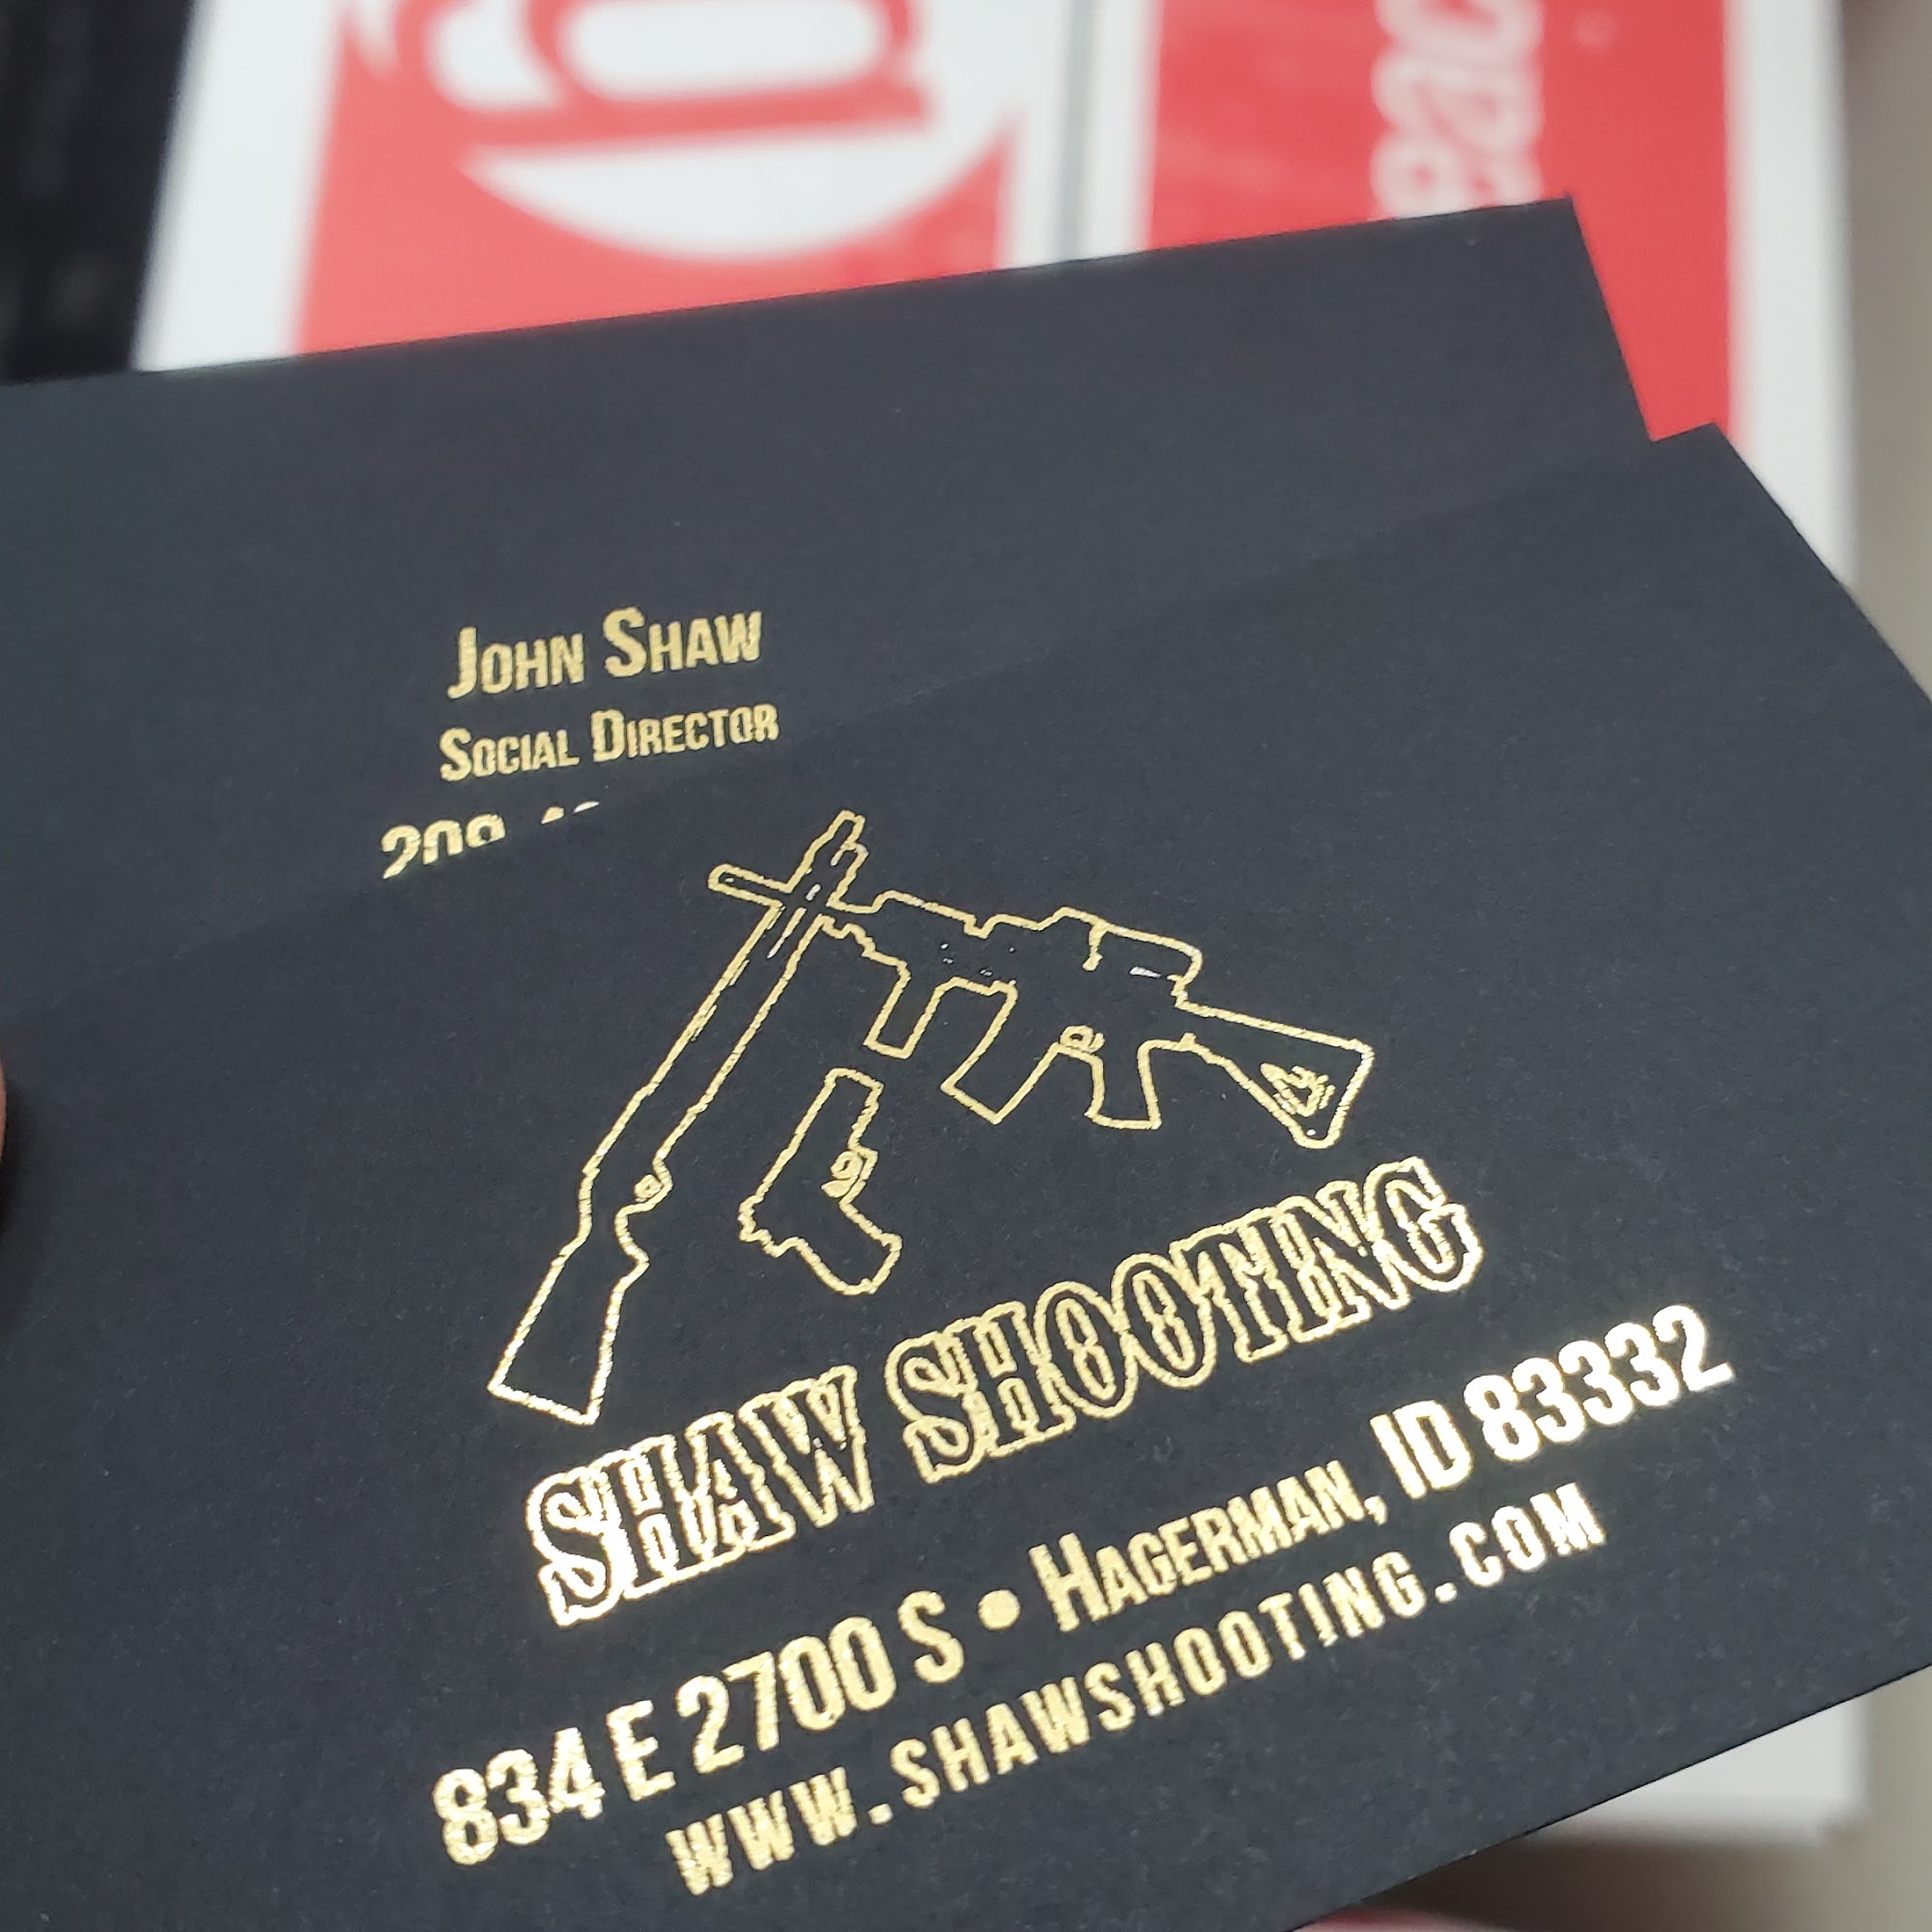 John Shaw
Social Director
SHAW SHOOTING
834 E 2700 S • Hagerman, ID 83332
WWW.SHAWSHOOTING.COM